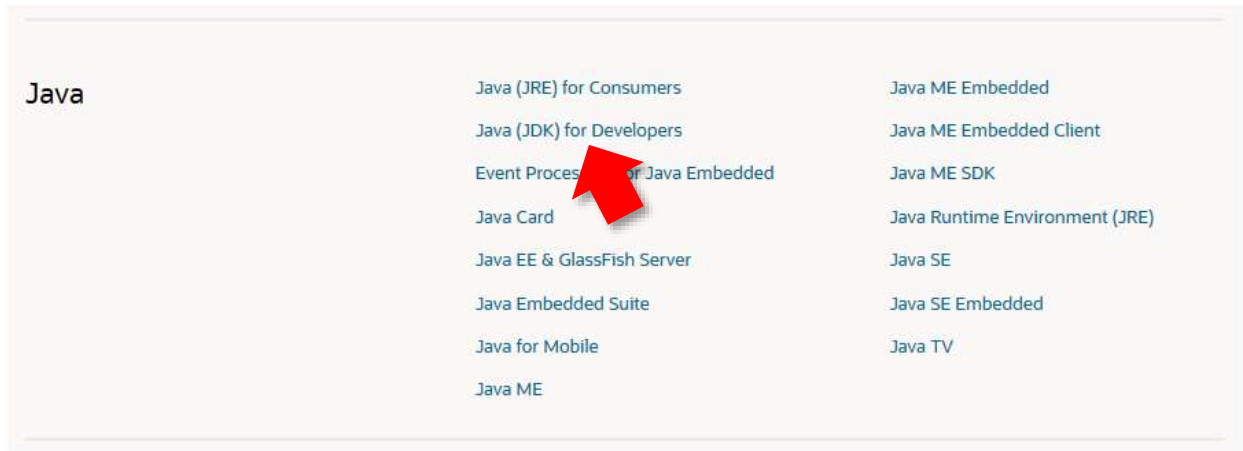 Java
Java (JRE) for Consumers
Java (JDK) for Developers
Event Proces or Java Embedded
Java Card
Java EE & GlassFish Server
Java Embedded Suite
Java for Mobile
Java ME
Java ME Embedded
Java ME Embedded Client
Java ME SDK
Java Runtime Environment (JRE)
Java SE
Java SE Embedded
Java TV